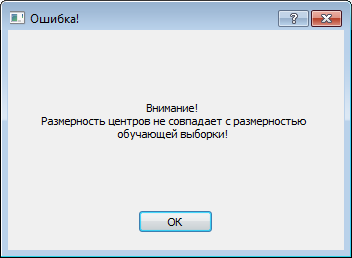 Ошибка!
Внимание!
Размерность центров не совпадает с размерностью
обучающей выборки!
OK